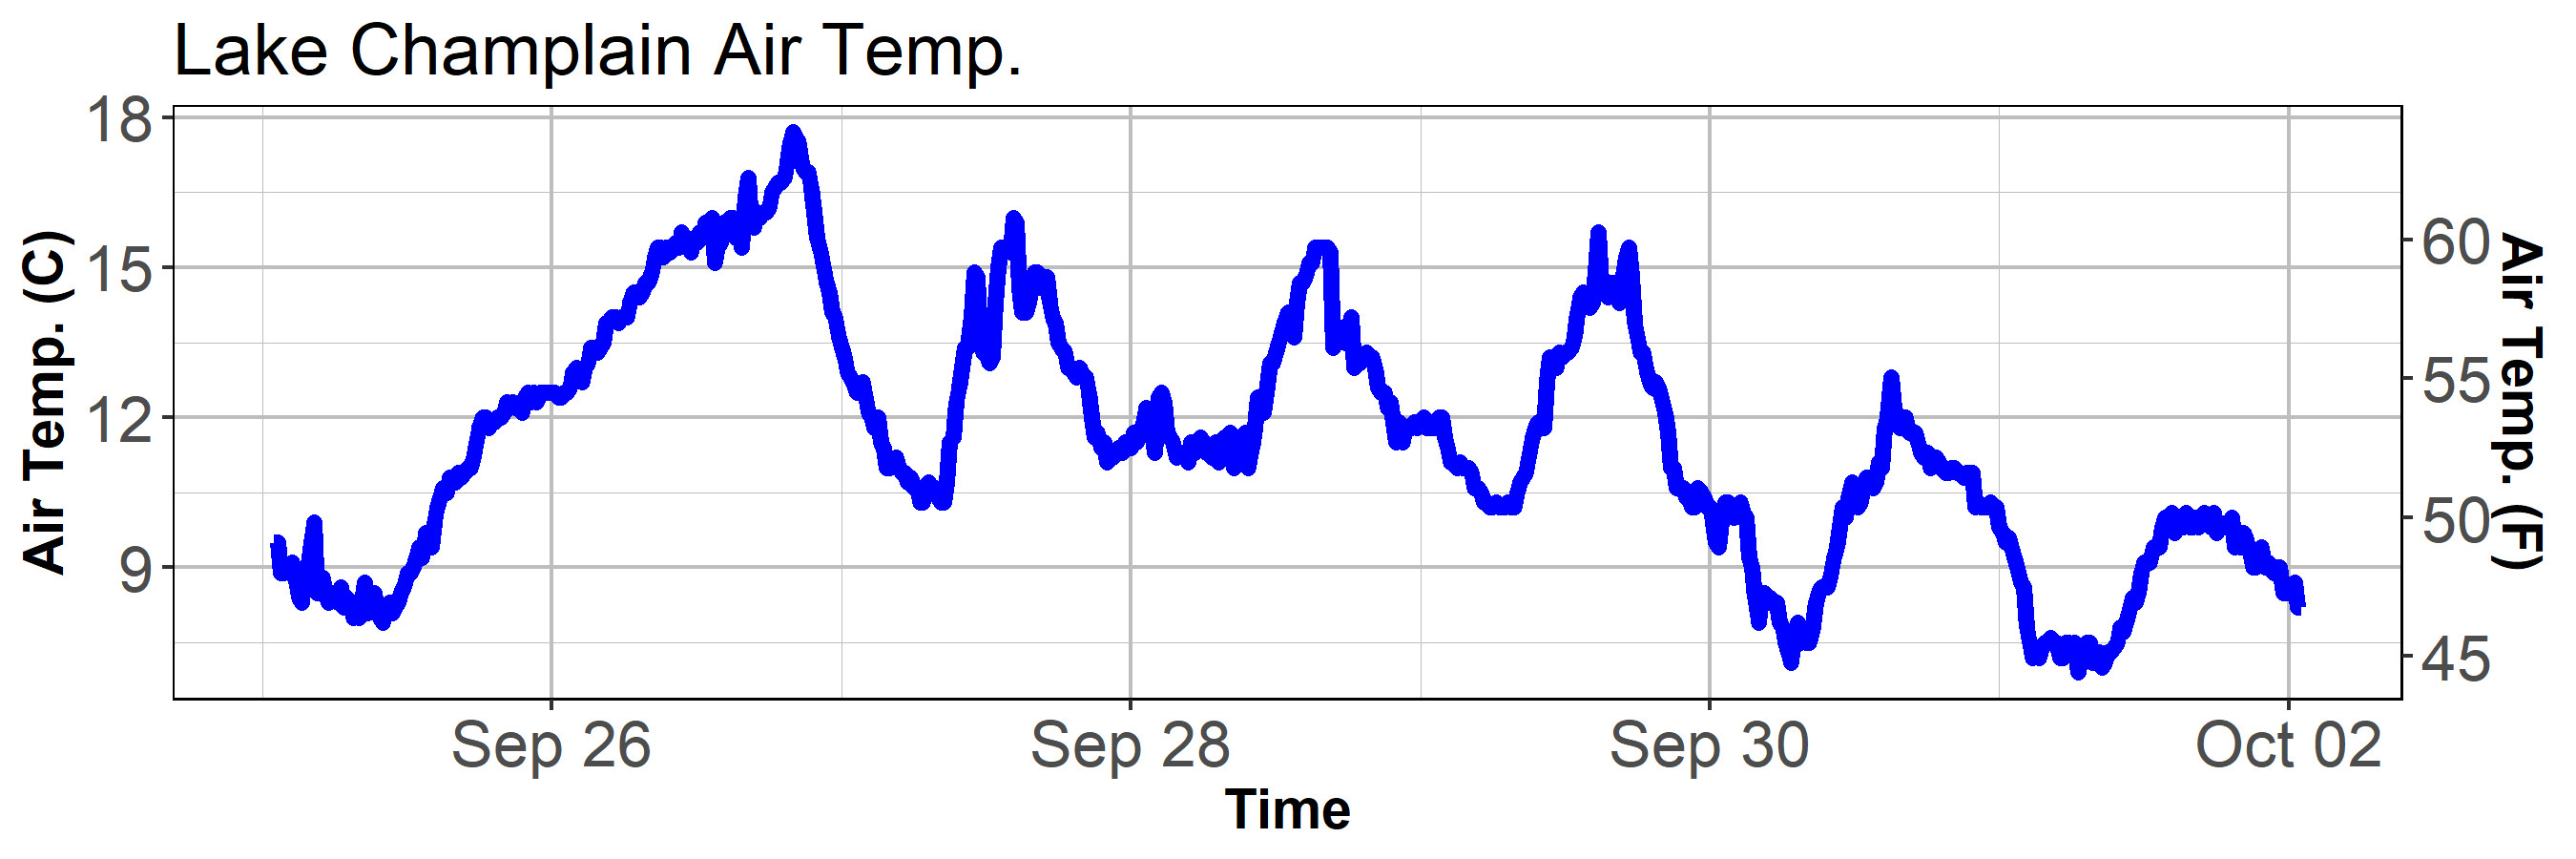 Lake Champlain Air Temp.
Air Temp. (C)
18
15
12
9
Air Temp. (F)
60
55
50
45
Sep 26
Sep 28
Sep 30
Oct 02
Time